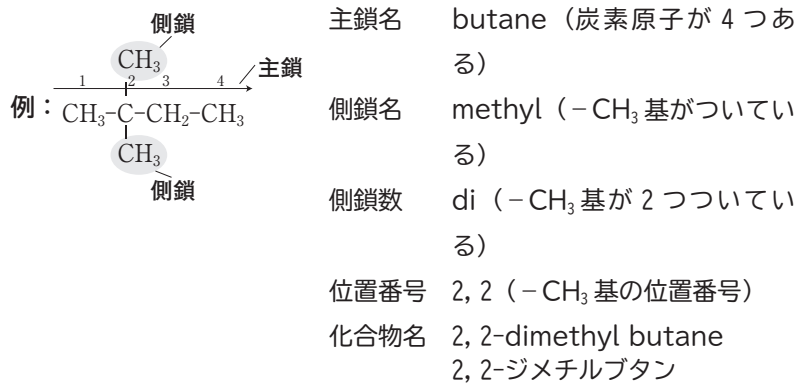 側鎖
CH₃
主鎖
1 2 3 4
例：CH₃-C-CH₂-CH₃
CH₃
側鎖
主鎖名 butane（炭素原子が 4 つあ
る）
側鎖名 methyl（－CH₃ 基がついてい
る）
側鎖数 di（－CH₃ 基が 2 つついてい
る）
位置番号 2, 2（－CH₃ 基の位置番号）
化合物名 2, 2-dimethyl butane
2, 2-ジメチルブタン